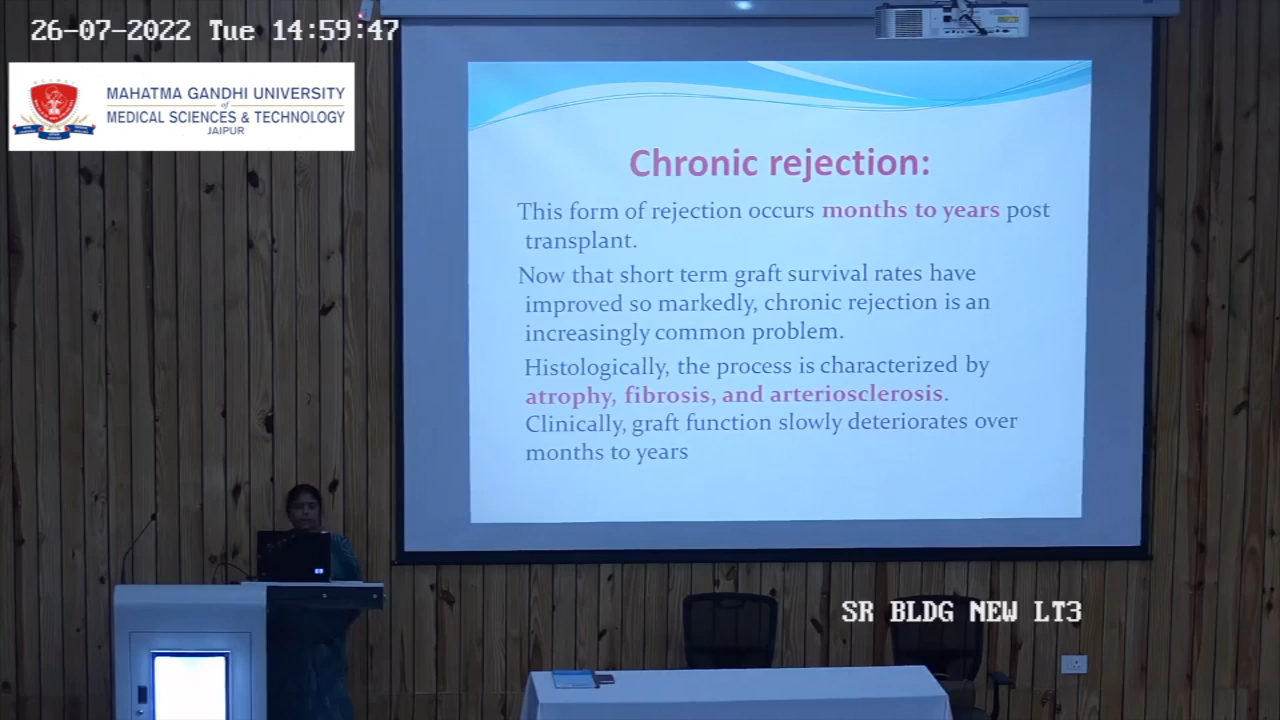 26-07-2022 Tue 14:59:47
MAHATMA GANDHI UNIVERSITY
of
MEDICAL SCIENCES & TECHNOLOGY
JAIPUR
Chronic rejection:
This form of rejection occurs months to years post
transplant.
Now that short term graft survival rates have
improved so markedly, chronic rejection is an
increasingly common problem.
Histologically, the process is characterized by
atrophy, fibrosis, and arteriosclerosis.
Clinically, graft function slowly deteriorates over
months to years
hp
SR BLDG NEW LT3